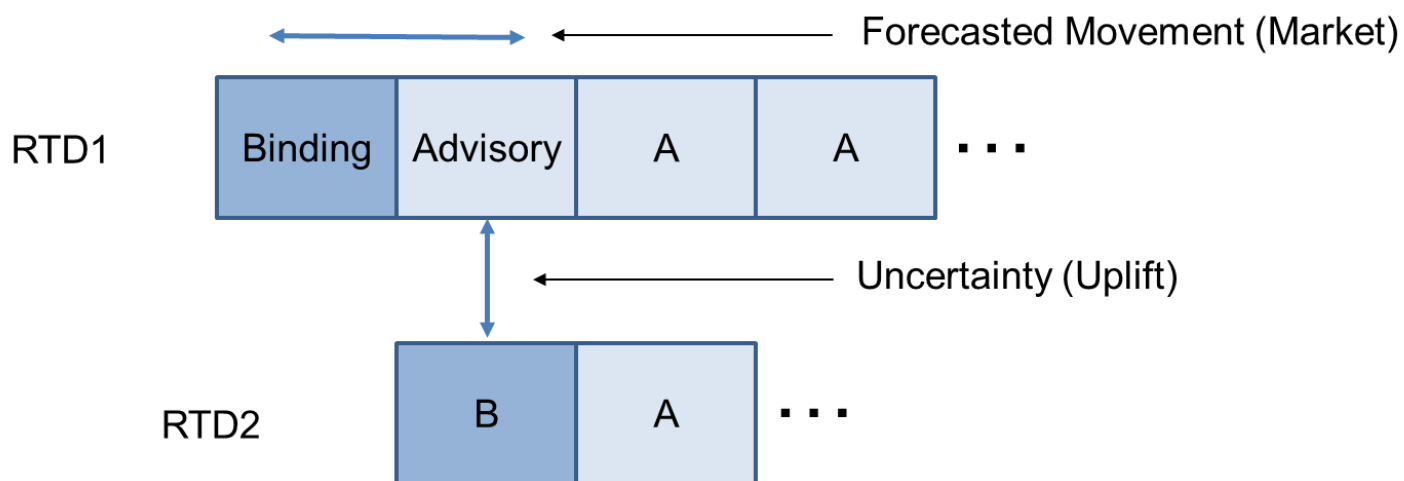 Forecasted Movement (Market)
RTD1
Binding
Advisory
A
A
...
Uncertainty (Uplift)
RTD2
B
A
...